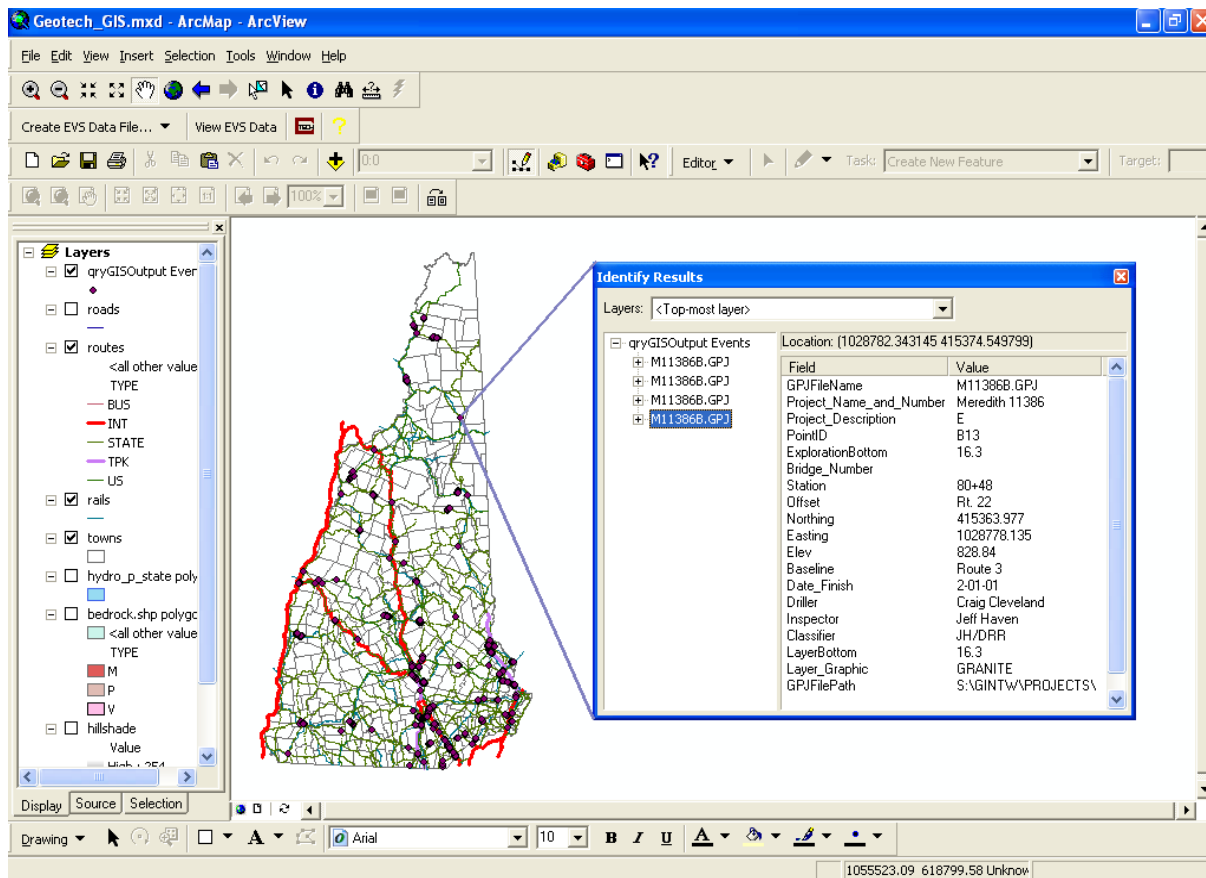 Geotech_GIS.mxd - ArcMap - ArcView
File Edit View Insert Selection Tools Window Help
Create EVS Data File... View EVS Data
0:0 Editor Task: Create New Feature Target:
100%
Layers
qryGISOutput Ever
roads
routes
<all other value
TYPE
BUS
INT
STATE
TPK
US
rails
towns
hydro_p_state poly
bedrock.shp polygc
<all other value
TYPE
M
P
V
hillshade
Value
Display Source Selection
Identify Results
Layers: <Top-most layer>
qryGISOutput Events
M11386B.GPJ
M11386B.GPJ
M11386B.GPJ
M11386B.GPJ
Location: (1028782.343145 415374.549799)
Field Value
GPJFileName M11386B.GPJ
Project_Name_and_Number Meredith 11386
Project_Description E
PointID B13
ExplorationBottom 16.3
Bridge_Number
Station 80+48
Offset Rt. 22
Northing 415363.977
Easting 1028778.135
Elev 828.84
Baseline Route 3
Date_Finish 2-01-01
Driller Craig Cleveland
Inspector Jeff Haven
Classifier JH/DRR
LayerBottom 16.3
Layer_Graphic GRANITE
GPJFilePath S:\GINTW\PROJECTS\
Drawing A Arial 10 B I U A
1055523.09 618799.58 Unknow